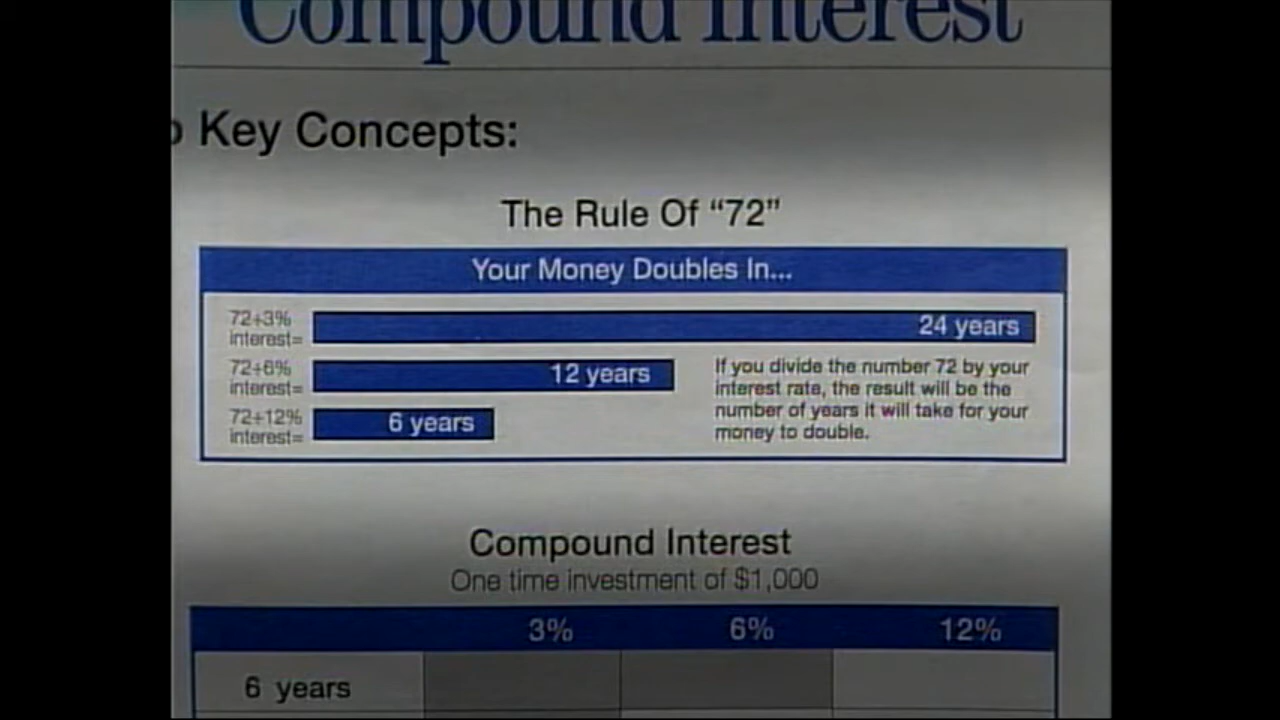 Compound Interest
Key Concepts:
The Rule Of “72”
Your Money Doubles In...
72÷3%
interest=
24 years
72÷6%
interest=
12 years
72÷12%
interest=
6 years
If you divide the number 72 by your
interest rate, the result will be the
number of years it will take for your
money to double.
Compound Interest
One time investment of $1,000
3% 6% 12%
6 years